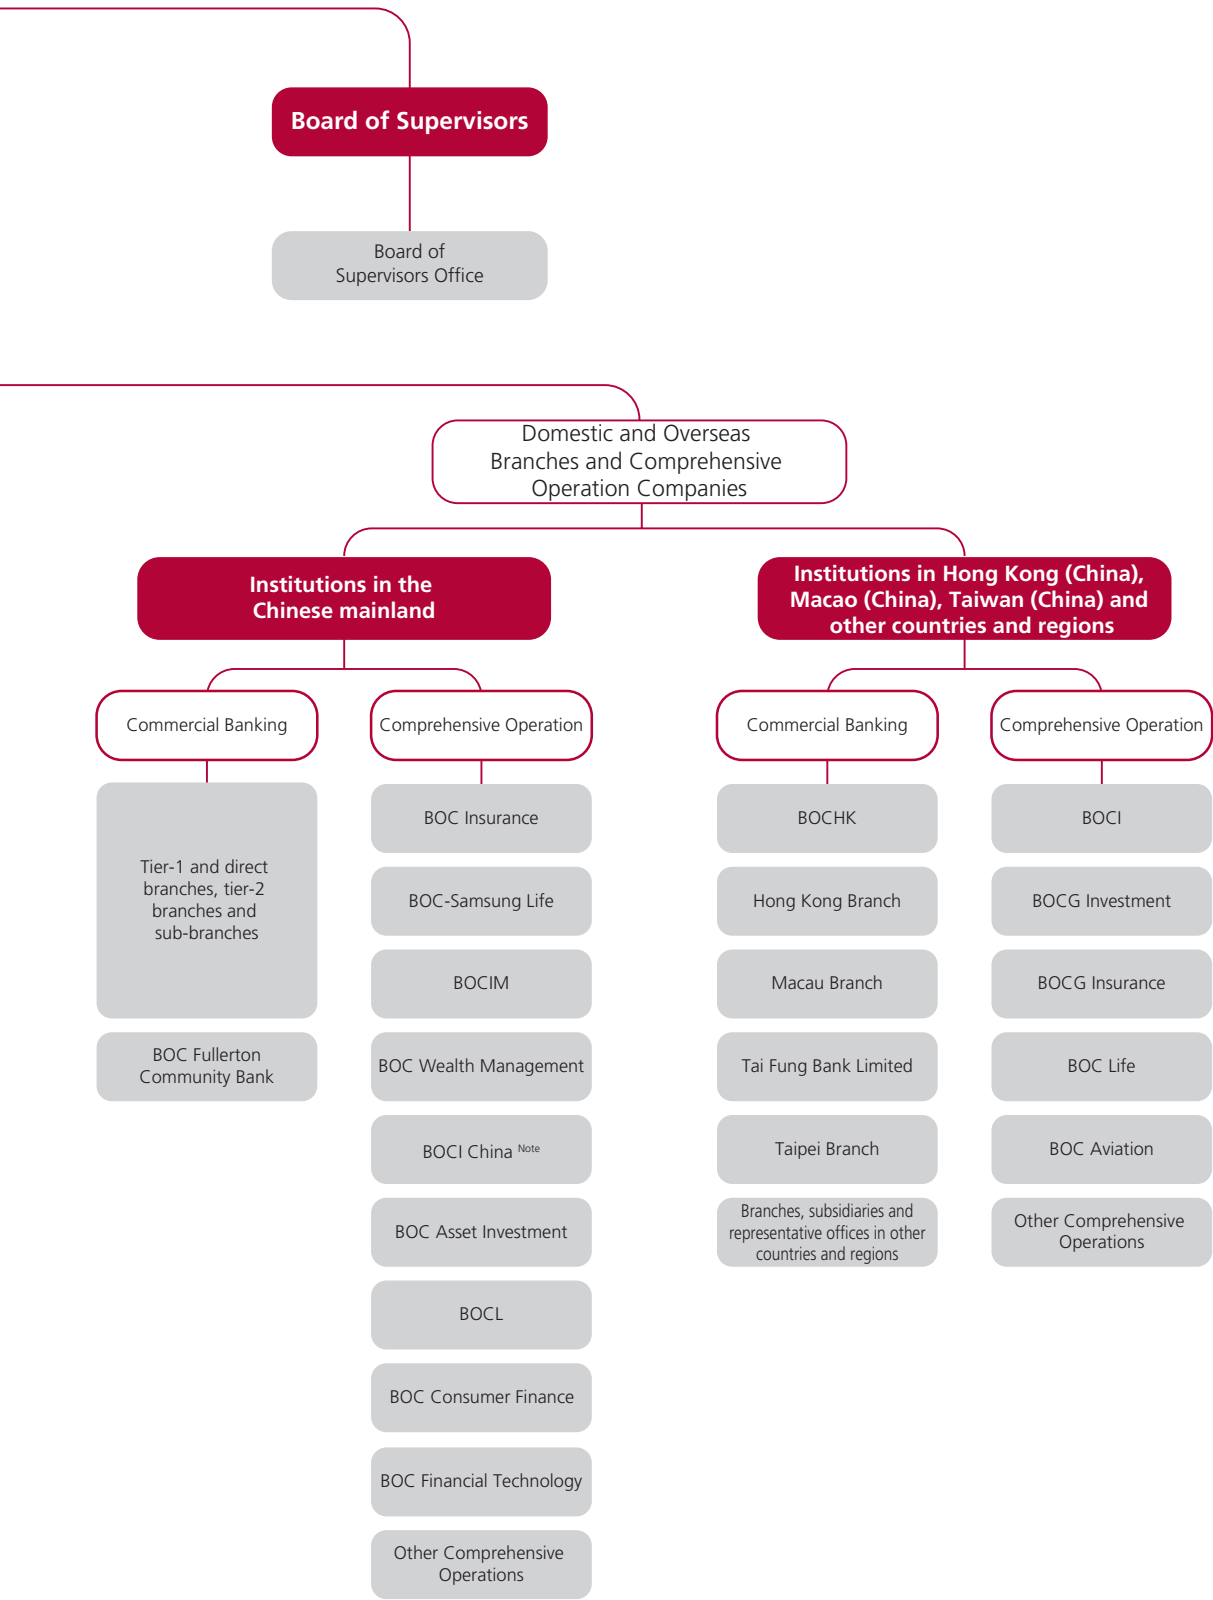 Board of Supervisors
Board of
Supervisors Office
Domestic and Overseas
Branches and Comprehensive
Operation Companies
Institutions in the
Chinese mainland
Institutions in Hong Kong (China),
Macao (China), Taiwan (China) and
other countries and regions
Commercial Banking
Comprehensive Operation
Commercial Banking
Comprehensive Operation
Tier-1 and direct
branches, tier-2
branches and
sub-branches
BOC Fullerton
Community Bank
BOC Insurance
BOC-Samsung Life
BOCIM
BOC Wealth Management
BOCI China Note
BOC Asset Investment
BOCL
BOC Consumer Finance
BOC Financial Technology
Other Comprehensive
Operations
BOCHK
Hong Kong Branch
Macau Branch
Tai Fung Bank Limited
Taipei Branch
Branches, subsidiaries and
representative offices in other
countries and regions
BOCI
BOCG Investment
BOCG Insurance
BOC Life
BOC Aviation
Other Comprehensive
Operations